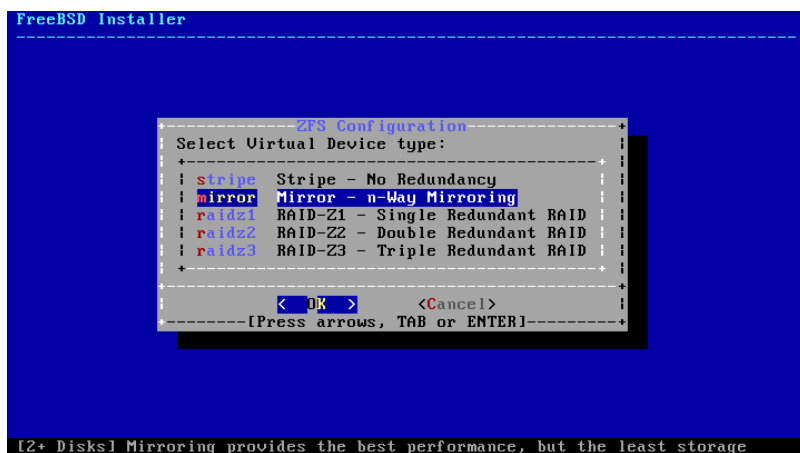 FreeBSD Installer
ZFS Configuration
Select Virtual Device type:
stripe Stripe - No Redundancy
mirror Mirror - n-Way Mirroring
raidz1 RAID-Z1 - Single Redundant RAID
raidz2 RAID-Z2 - Double Redundant RAID
raidz3 RAID-Z3 - Triple Redundant RAID
< OK > <Cancel>
[Press arrows, TAB or ENTER]
[2+ Disks] Mirroring provides the best performance, but the least storage